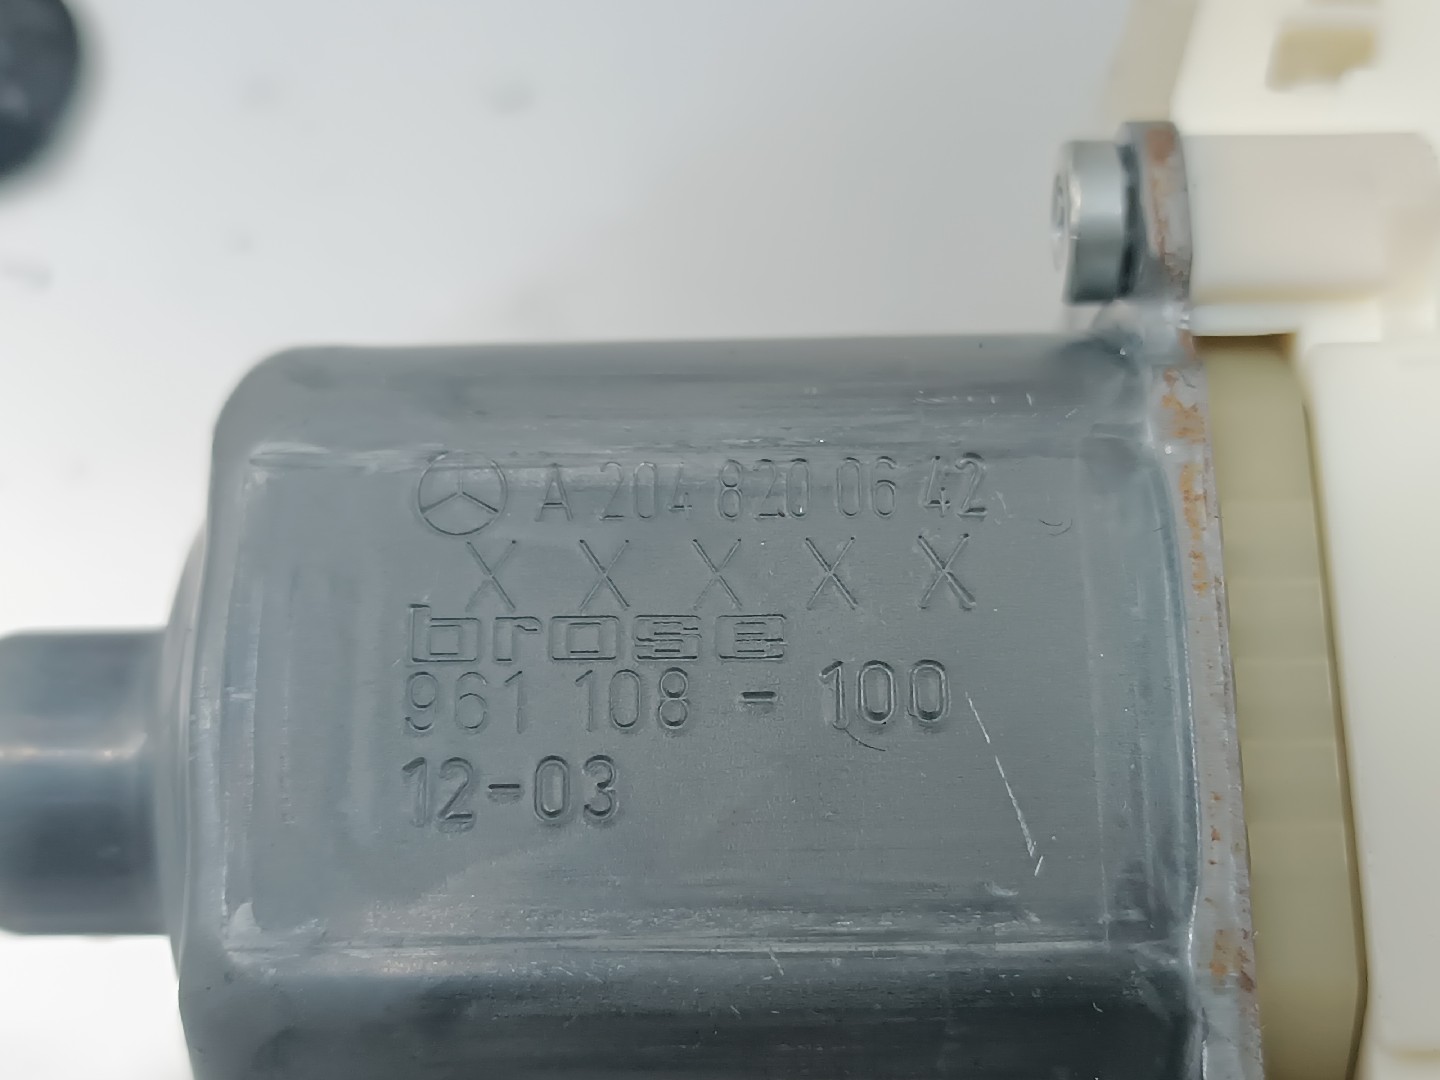 A 204 820 06 42
X X X X X
brose
961 108 - 100
12-03